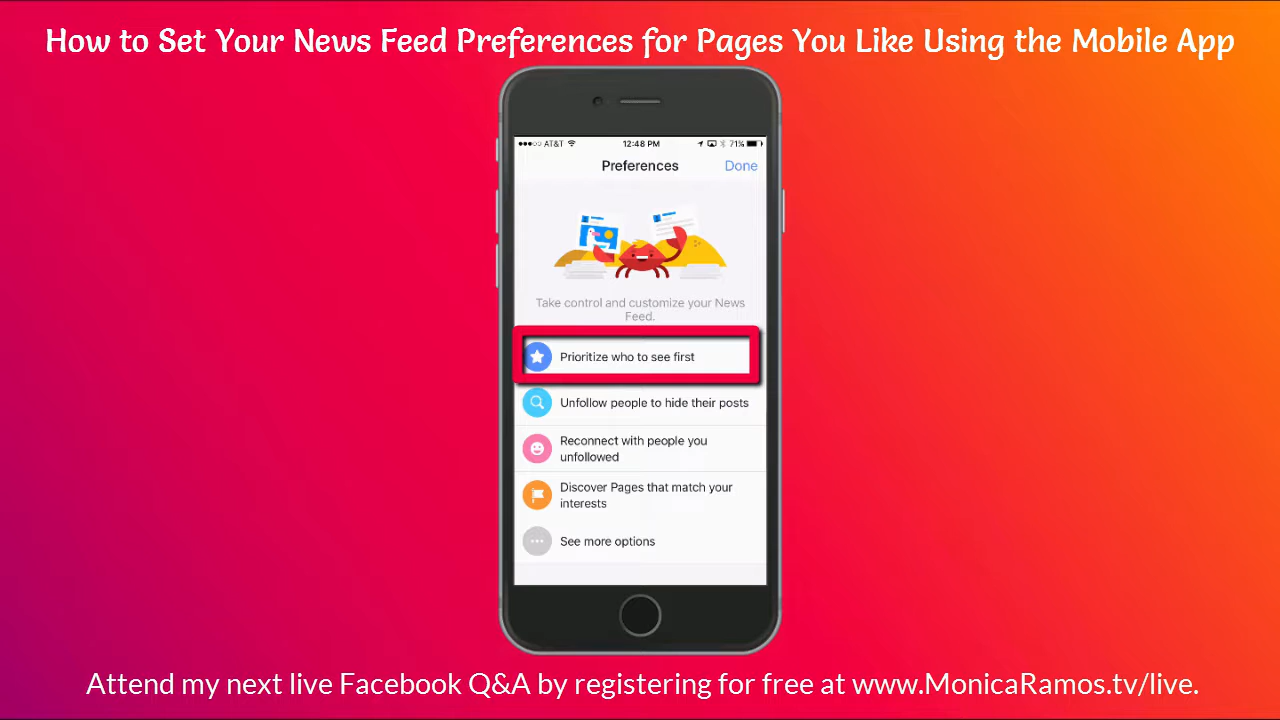 How to Set Your News Feed Preferences for Pages You Like Using the Mobile App
AT&T 12:48 PM 71%
Preferences Done
Take control and customize your News
Feed.
Prioritize who to see first
Unfollow people to hide their posts
Reconnect with people you
unfollowed
Discover Pages that match your
interests
See more options
Attend my next live Facebook Q&A by registering for free at www.MonicaRamos.tv/live.